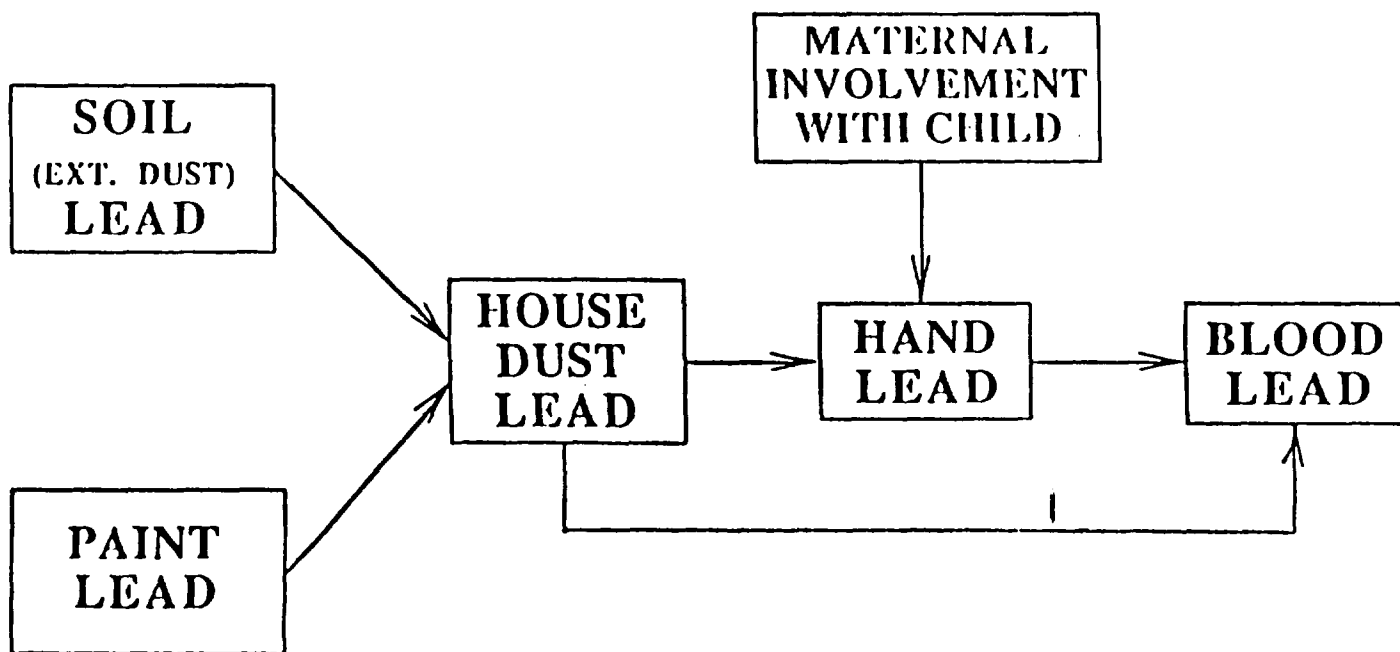 MATERNAL
INVOLVEMENT
WITH CHILD
SOIL
(EXT. DUST)
LEAD
HOUSE
DUST
LEAD
HAND
LEAD
BLOOD
LEAD
PAINT
LEAD